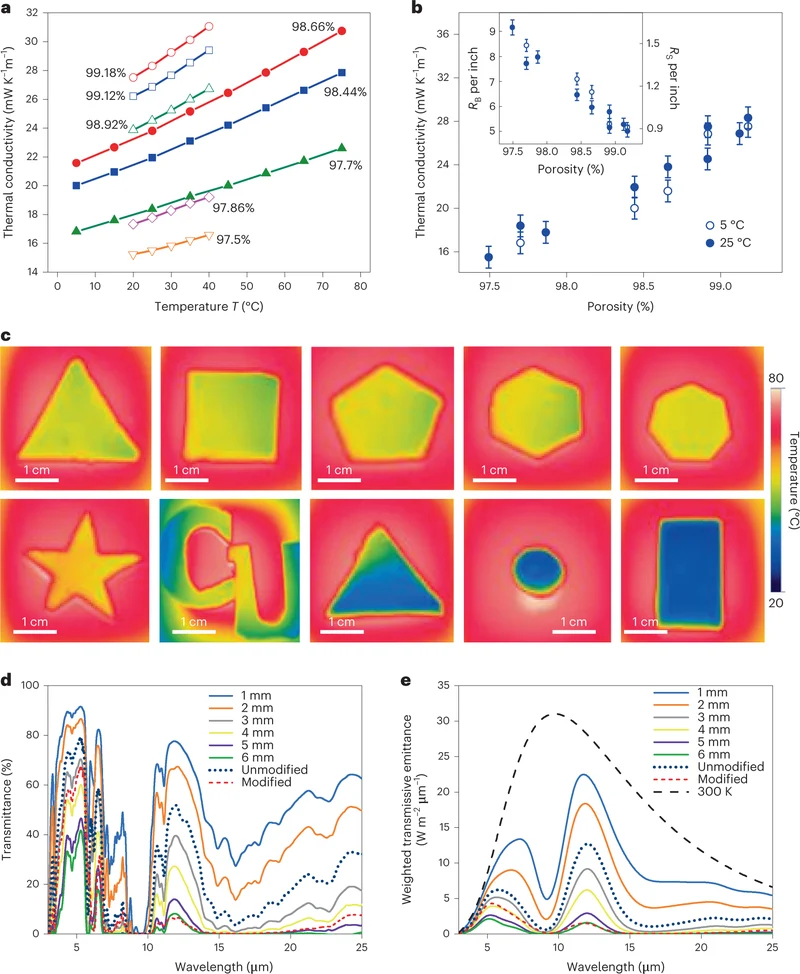 a
Thermal conductivity (mW K⁻¹m⁻¹)
32
30
28
26
24
22
20
18
16
14
99.18%
99.12%
98.92%
98.66%
98.44%
97.7%
97.86%
97.5%
0 10 20 30 40 50 60 70 80
Temperature T (°C)
b
Thermal conductivity (mW K⁻¹m⁻¹)
36
32
28
24
20
16
R_B per inch
9
8
7
6
5
R_S per inch
1.5
1.2
0.9
97.5 98.0 98.5 99.0
Porosity (%)
5 °C
25 °C
97.5 98.0 98.5 99.0
Porosity (%)
c
1 cm 1 cm 1 cm 1 cm 1 cm
1 cm 1 cm 1 cm 1 cm 1 cm
80
Temperature (°C)
20
d
Transmittance (%)
100
80
60
40
20
0
1 mm
2 mm
3 mm
4 mm
5 mm
6 mm
Unmodified
Modified
5 10 15 20 25
Wavelength (μm)
e
Weighted transmissive emittance
(W m⁻² μm⁻¹)
35
30
25
20
15
10
5
0
1 mm
2 mm
3 mm
4 mm
5 mm
6 mm
Unmodified
Modified
300 K
5 10 15 20 25
Wavelength (μm)